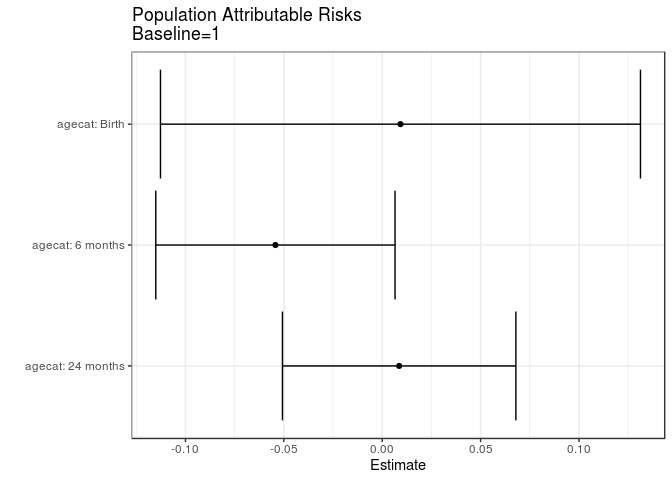 Population Attributable Risks
Baseline=1
agecat: Birth
agecat: 6 months
agecat: 24 months
-0.10 -0.05 0.00 0.05 0.10
Estimate